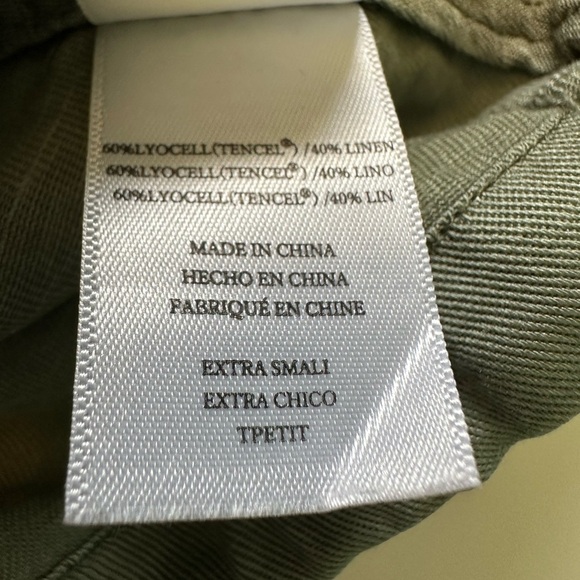 60%LYOCELL(TENCEL®) /40% LINEN
60%LYOCELL(TENCEL®) /40% LINO
60%LYOCELL(TENCEL®) /40% LIN
MADE IN CHINA
HECHO EN CHINA
FABRIQUÉ EN CHINE
EXTRA SMALL
EXTRA CHICO
TPETIT